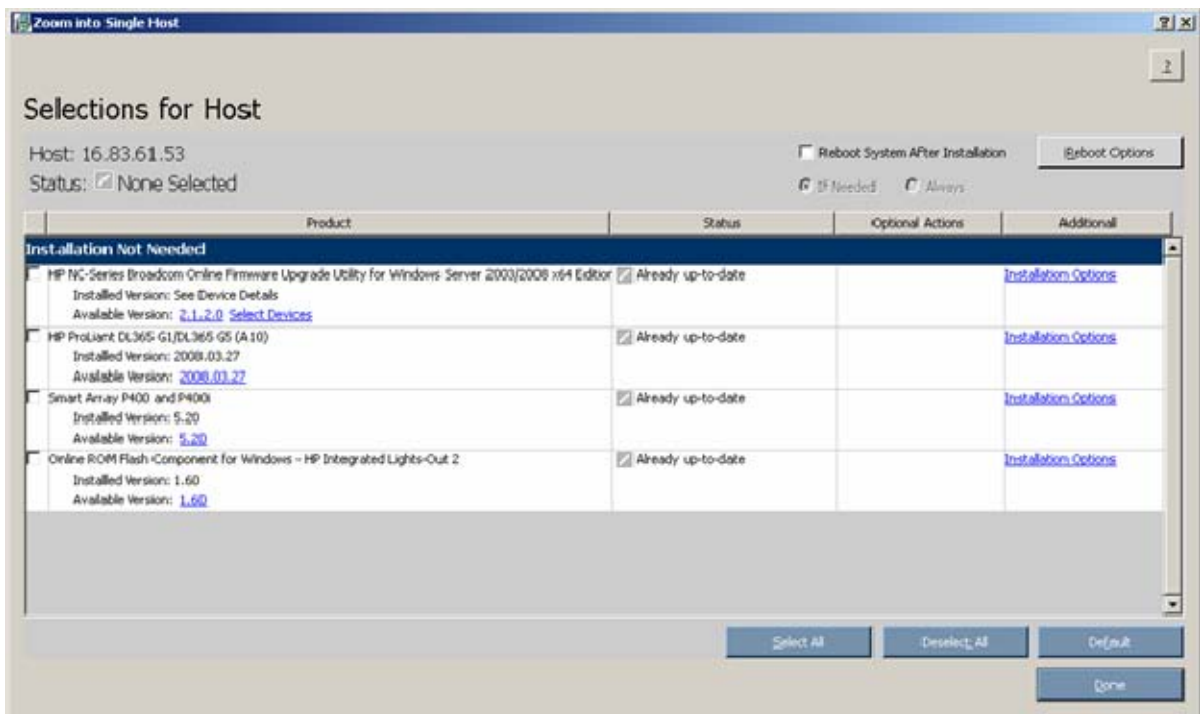 Zoom into Single Host
?
Selections for Host
Host: 16.83.61.53
Reboot System After Installation
Reboot Options
Status: None Selected
If Needed Always
Product Status Optional Actions Additional
Installation Not Needed
HP NC-Series Broadcom Online Firmware Upgrade Utility for Windows Server 2003/2008 x64 Edition Already up-to-date Installation Options
Installed Version: See Device Details
Available Version: 2.1.2.0 Select Devices
HP ProLiant DL365 G1/DL365 G5 (A10) Already up-to-date Installation Options
Installed Version: 2008.03.27
Available Version: 2008.03.27
Smart Array P400 and P400i Already up-to-date Installation Options
Installed Version: 5.20
Available Version: 5.20
Online ROM Flash Component for Windows - HP Integrated Lights-Out 2 Already up-to-date Installation Options
Installed Version: 1.60
Available Version: 1.60
Select All Deselect All Default
Done